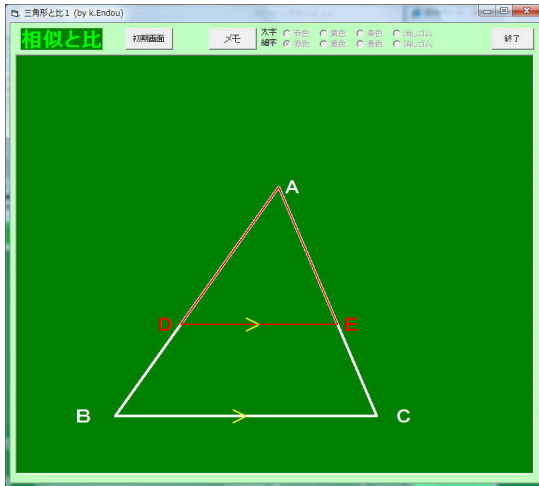 三角形と比1 (by k.Endou)
相似と比 初期画面 メモ 太字 赤色 黄色 青色 消しゴム 終了
細字 赤色 黄色 青色 消しゴム
A
D E
B C